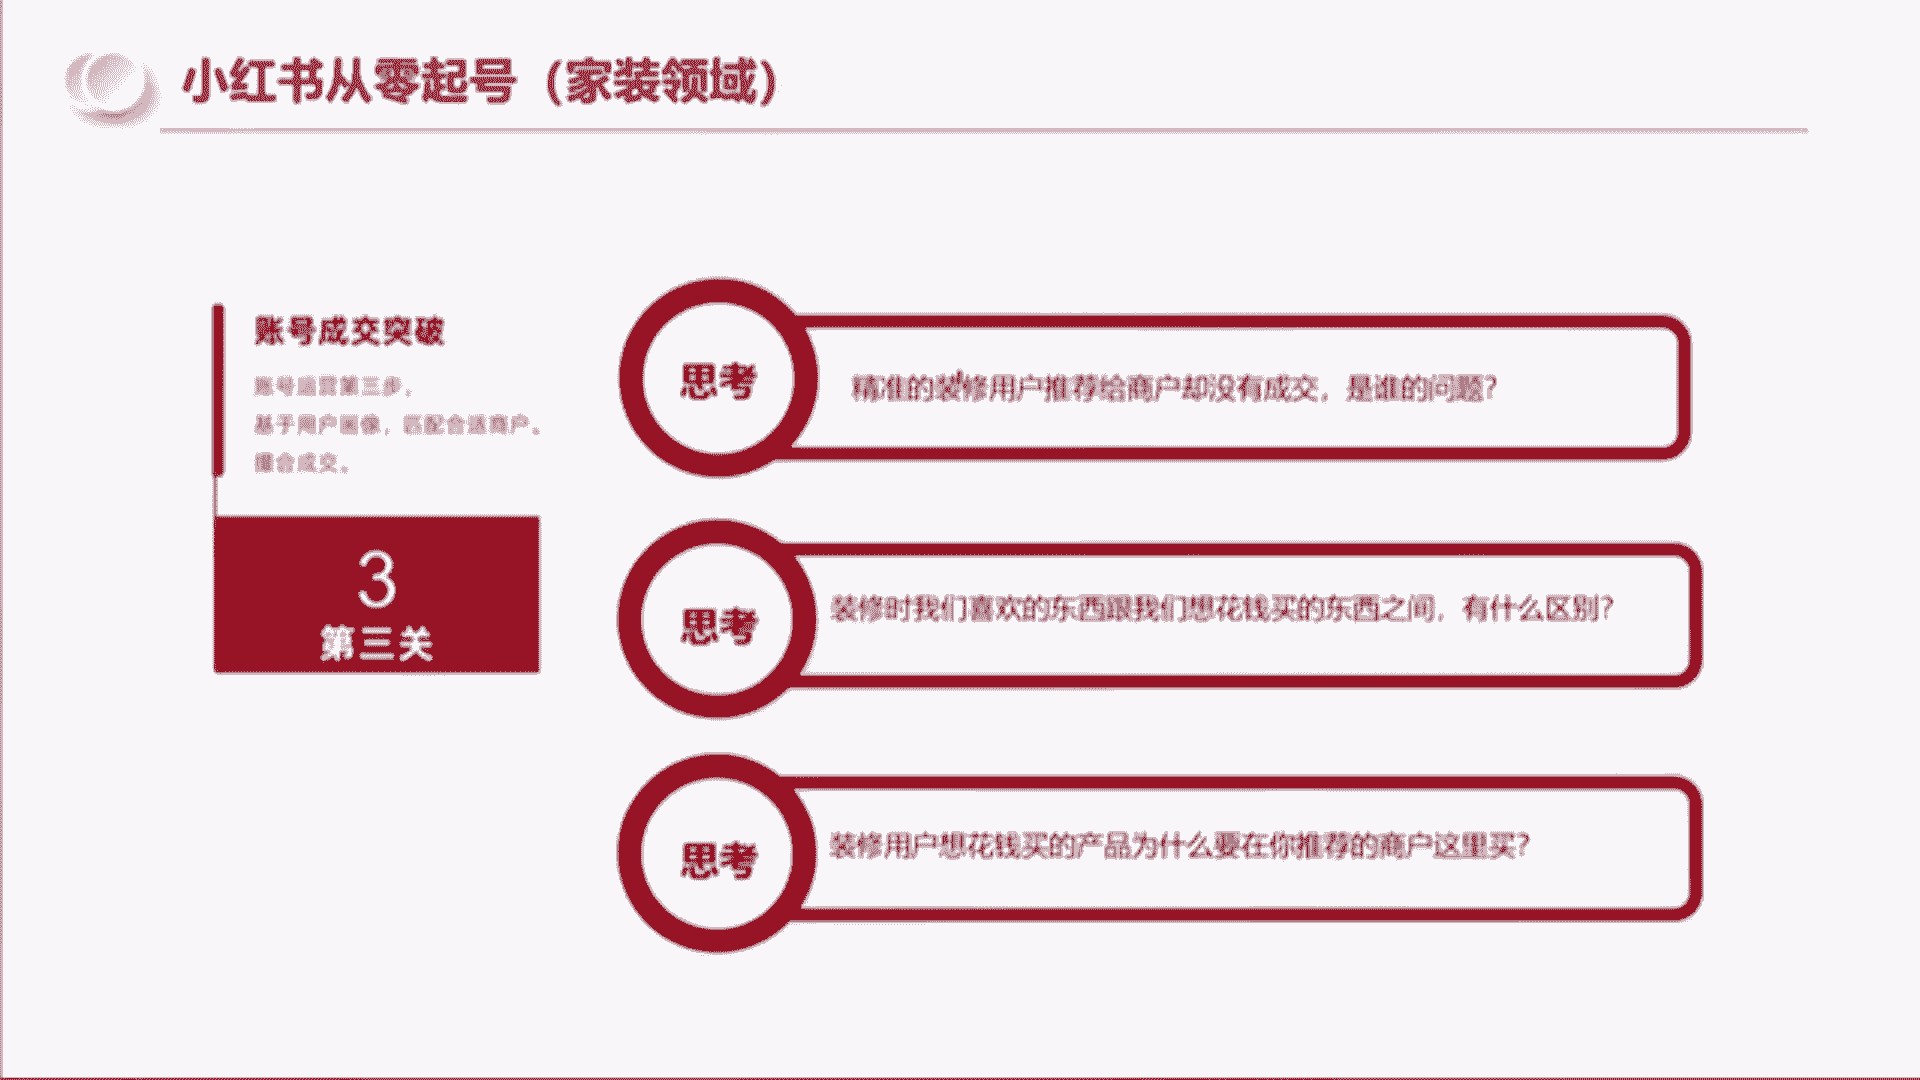 小红书从零起号（家装领域）
账号成交突破
账号运营第三步，
基于用户画像，匹配合适商户。
撮合成交。
3
第三关
思考
精准的装修用户推荐给商户却没有成交，是谁的问题？
思考
装修时我们喜欢的东西跟我们想花钱买的东西之间，有什么区别？
思考
装修用户想花钱买的产品为什么要在你推荐的商户这里买？